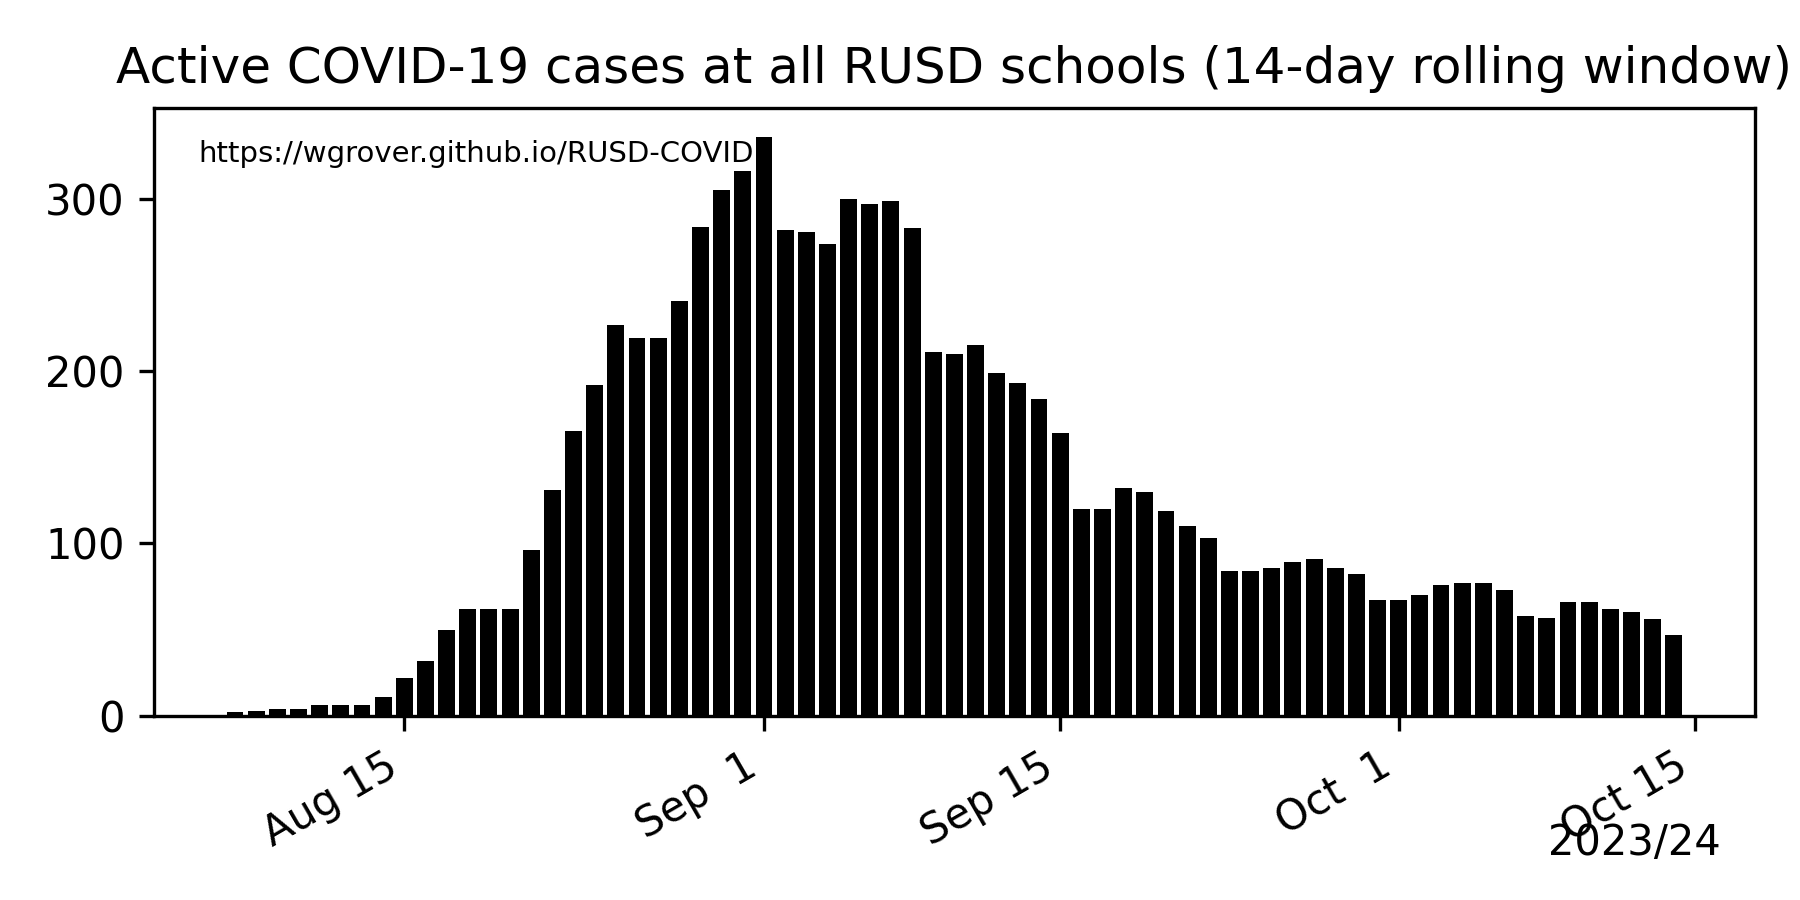 Active COVID-19 cases at all RUSD schools (14-day rolling window)
https://wgrover.github.io/RUSD-COVID
300
200
100
0
Aug 15
Sep 1
Sep 15
Oct 1
Oct 15
2023/24